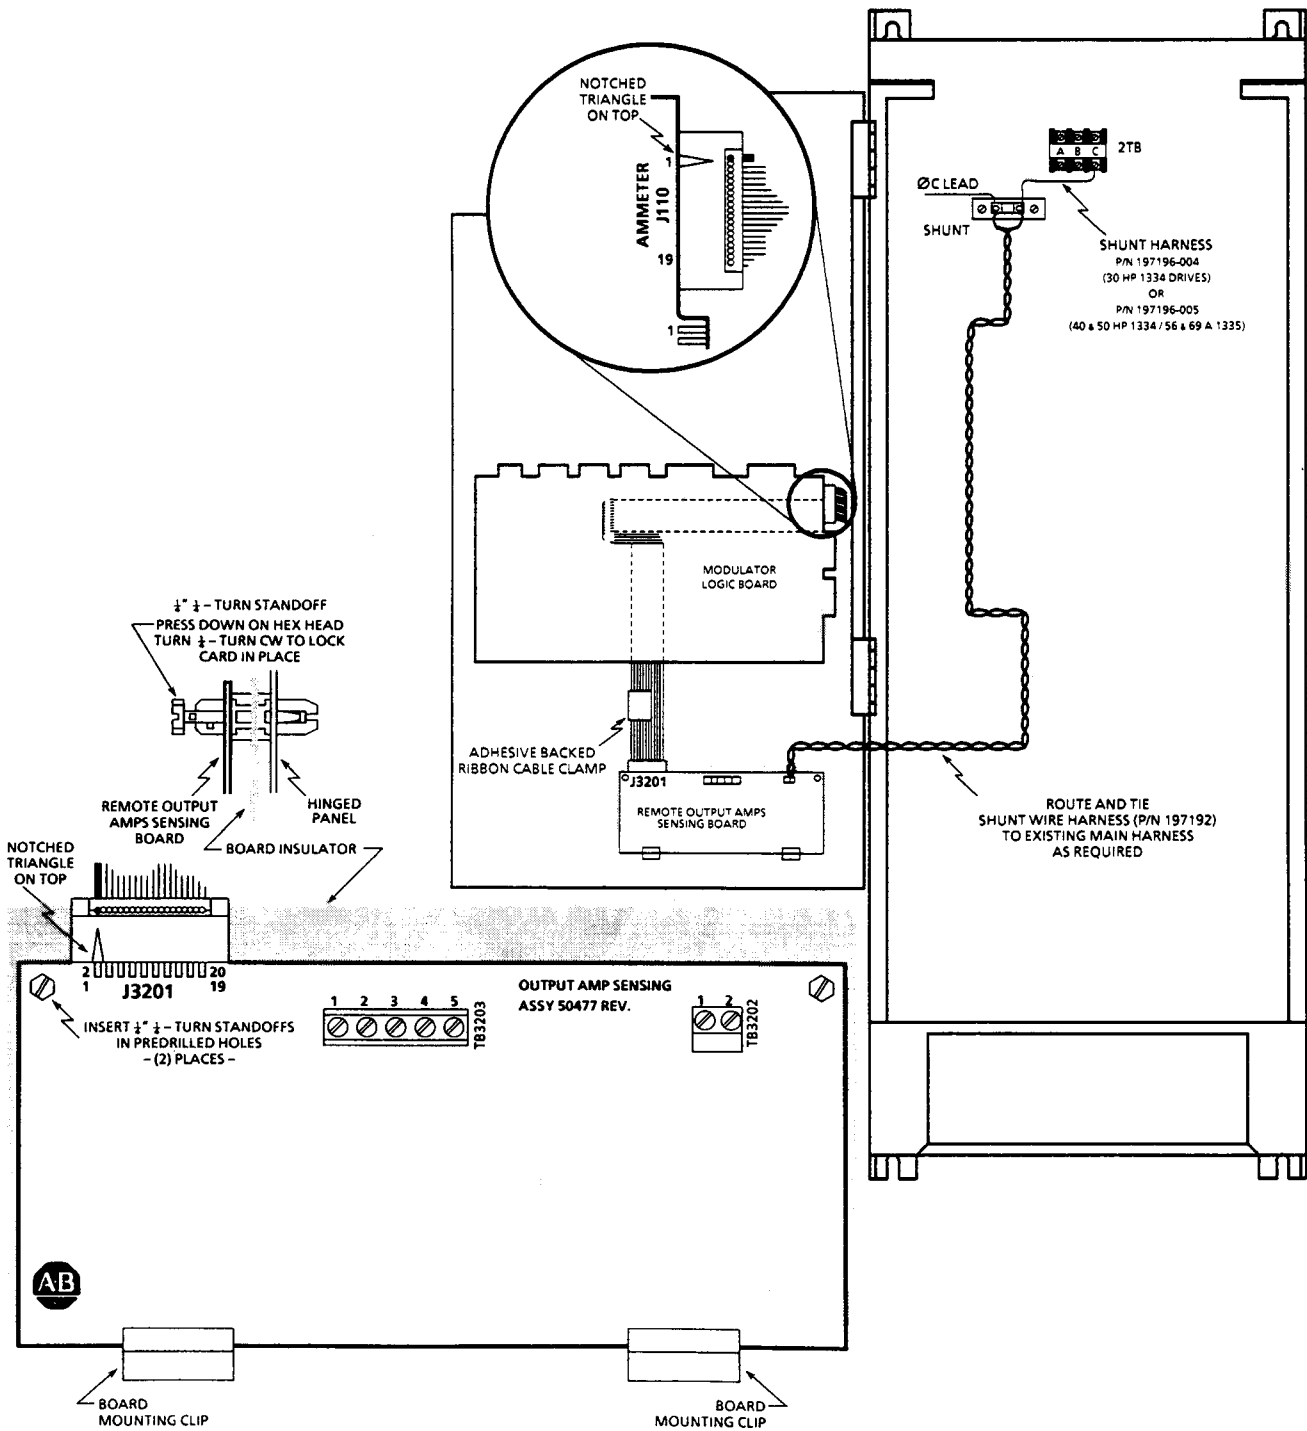 NOTCHED
TRIANGLE
ON TOP
1
AMMETER
J110
19
1
A B C
2TB
ØC LEAD
SHUNT
SHUNT HARNESS
P/N 197196-004
(30 HP 1334 DRIVES)
OR
P/N 197196-005
(40 & 50 HP 1334 / 56 & 69 A 1335)
MODULATOR
LOGIC BOARD
¼" ¼ – TURN STANDOFF
PRESS DOWN ON HEX HEAD
TURN ¼ – TURN CW TO LOCK
CARD IN PLACE
ADHESIVE BACKED
RIBBON CABLE CLAMP
J3201
REMOTE OUTPUT AMPS
SENSING BOARD
REMOTE OUTPUT
AMPS SENSING
BOARD
HINGED
PANEL
BOARD INSULATOR
ROUTE AND TIE
SHUNT WIRE HARNESS (P/N 197192)
TO EXISTING MAIN HARNESS
AS REQUIRED
NOTCHED
TRIANGLE
ON TOP
2 20
1 19
J3201
INSERT ¼" ¼ – TURN STANDOFFS
IN PREDRILLED HOLES
– (2) PLACES –
1 2 3 4 5
TB3203
OUTPUT AMP SENSING
ASSY 50477 REV.
1 2
TB3202
AB
BOARD
MOUNTING CLIP
BOARD
MOUNTING CLIP